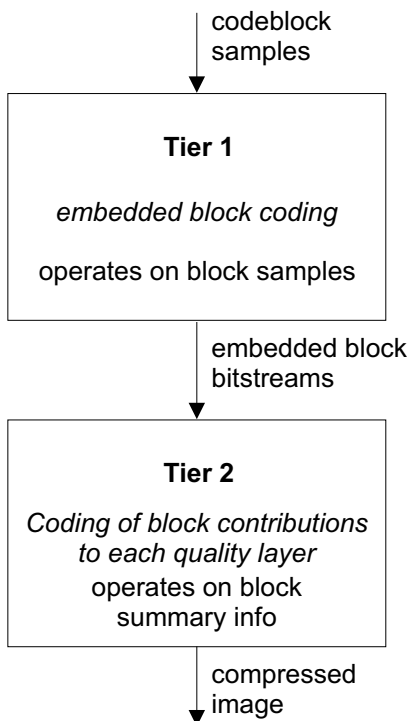 codeblock
samples
Tier 1
embedded block coding
operates on block samples
embedded block
bitstreams
Tier 2
Coding of block contributions
to each quality layer
operates on block
summary info
compressed
image